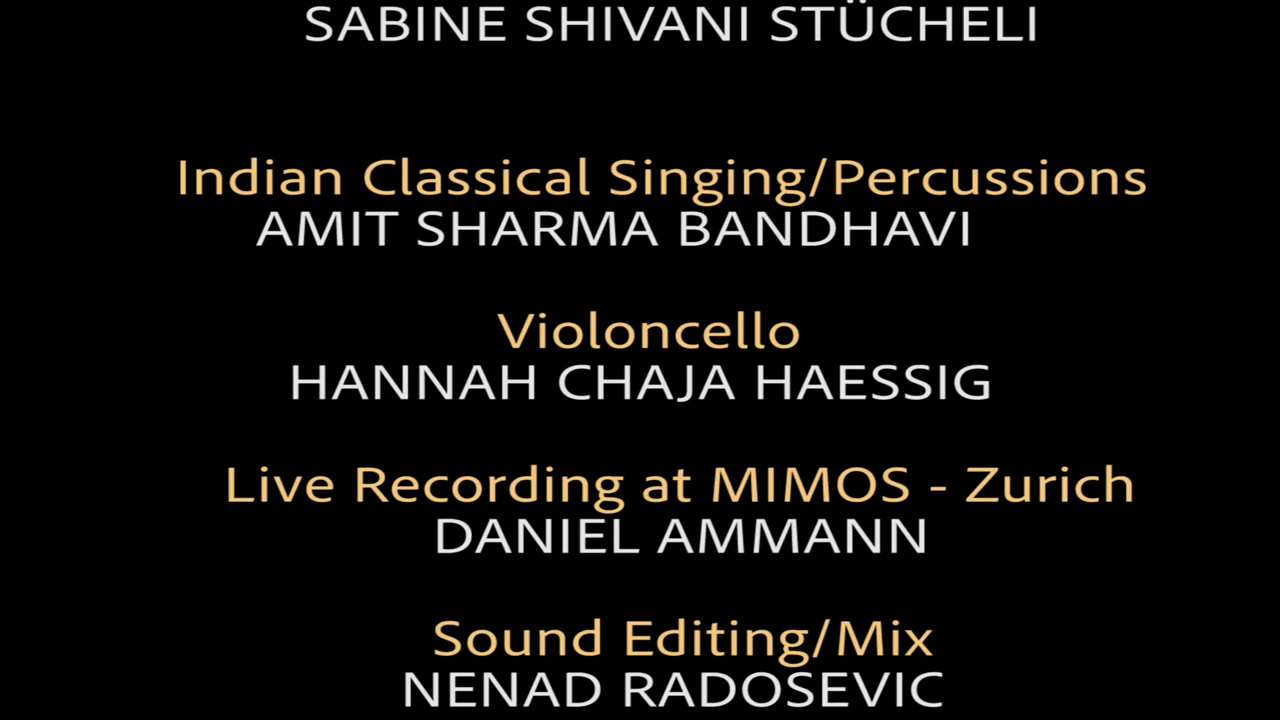 SABINE SHIVANI STÜCHELI
Indian Classical Singing/Percussions
AMIT SHARMA BANDHAVI
Violoncello
HANNAH CHAJA HAESSIG
Live Recording at MIMOS - Zurich
DANIEL AMMANN
Sound Editing/Mix
NENAD RADOSEVIC